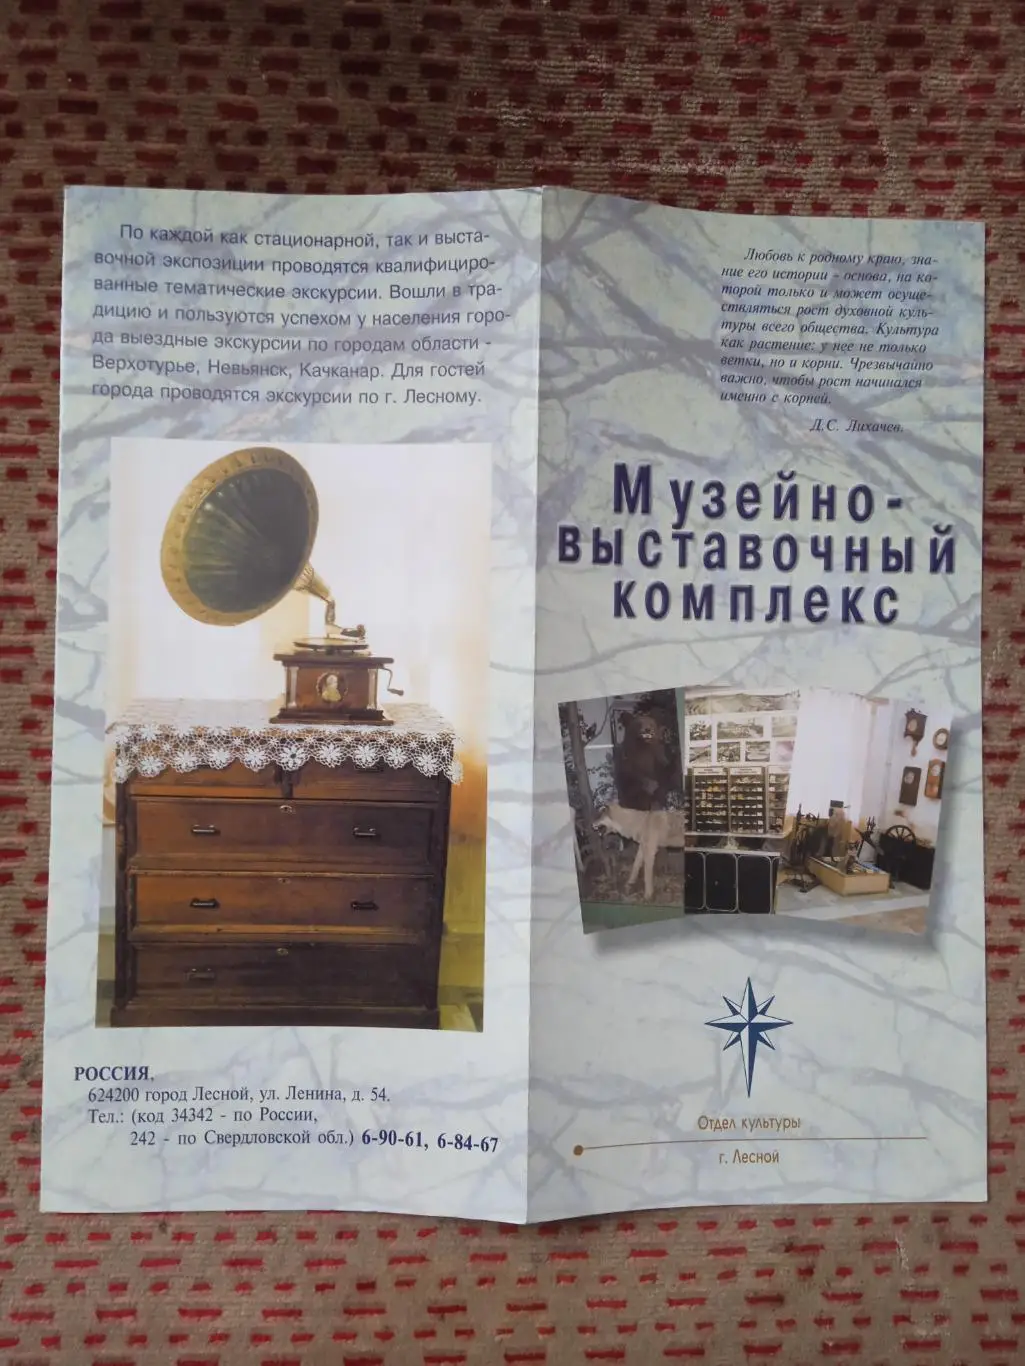 По каждой как стационарной, так и выста-
вочной экспозиции проводятся квалифициро-
ванные тематические экскурсии. Вошли в тра-
дицию и пользуются успехом у населения горо-
да выездные экскурсии по городам области -
Верхотурье, Невьянск, Качканар. Для гостей
города проводятся экскурсии по г. Лесному.
РОССИЯ,
624200 город Лесной, ул. Ленина, д. 54.
Тел.: (код 34342 - по России,
242 - по Свердловской обл.) 6-90-61, 6-84-67
Любовь к родному краю, зна-
ние его истории - основа, на ко-
торой только и может осуще-
ствляться рост духовной куль-
туры всего общества. Культура
как растение: у нее не только
ветки, но и корни. Чрезвычайно
важно, чтобы рост начинался
именно с корней.
Д.С. Лихачев.
Музейно-
выставочный
комплекс
Отдел культуры
г. Лесной